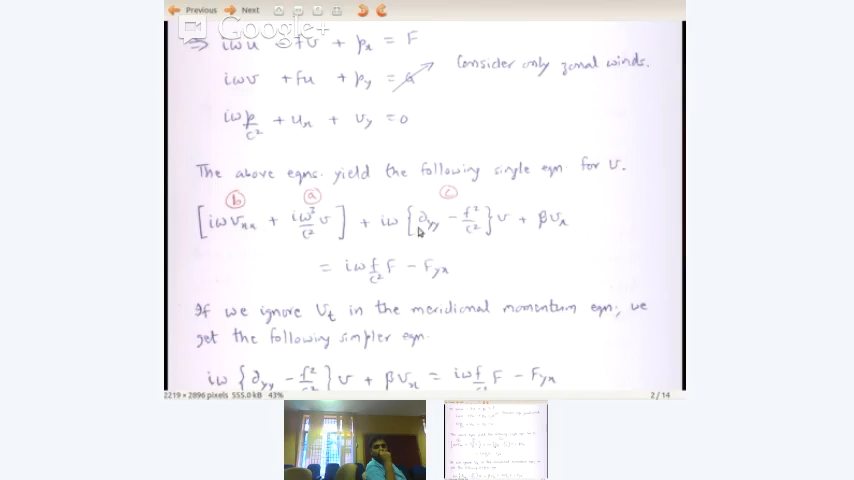 Previous Next
Google+
⇒ iωu - fv + pₓ = F
iωv + fu + p_y = G Consider only zonal winds.
iωp/c² + uₓ + v_y = 0
The above eqns. yield the following single eqn. for v.
b a c
[iωvₓₓ + iω³/c² v] + iω{∂_yy - f²/c²}v + βvₓ
= iω f/c² F - F_yx
If we ignore v_t in the meridional momentum eqn., we
get the following simpler eqn.
iω{∂_yy - f²/c²}v + βvₓ = iωf/c² F - F_yx
2219 × 2896 pixels 555.0 kB 43% 2 / 14